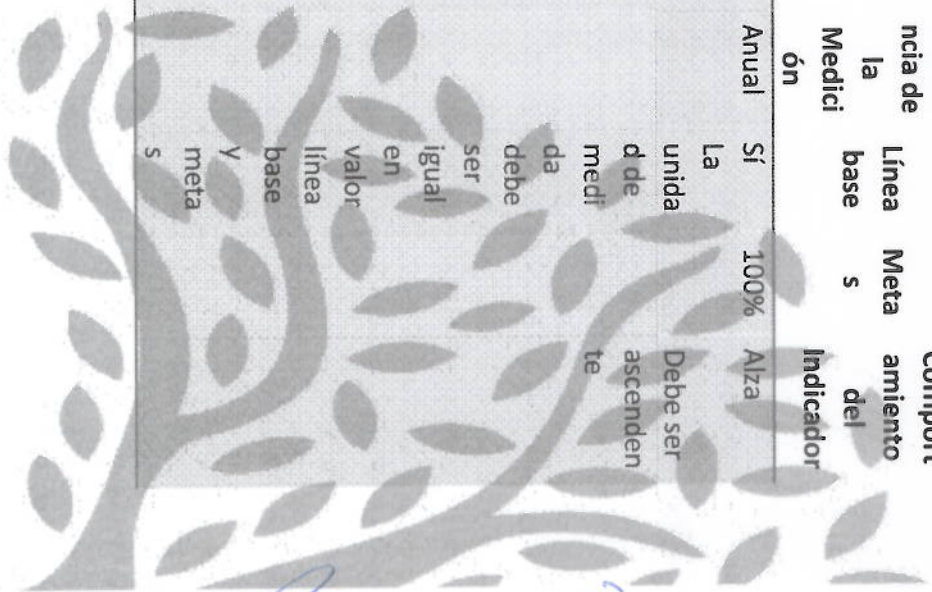 ncia de
la
Medici
ón
Línea
base
Meta
s
Comport
amiento
del
Indicador
Anual
Sí
100%
Alza
La
unida
d de
medi
da
debe
ser
igual
en
valor
línea
base
y
meta
s
Debe ser
ascenden
te